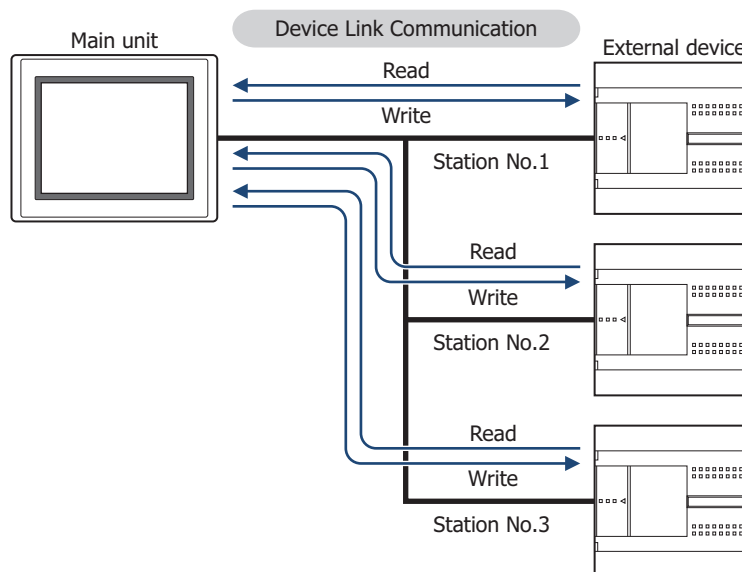 Device Link Communication
Main unit
External device
Read
Write
Station No.1
Read
Write
Station No.2
Read
Write
Station No.3